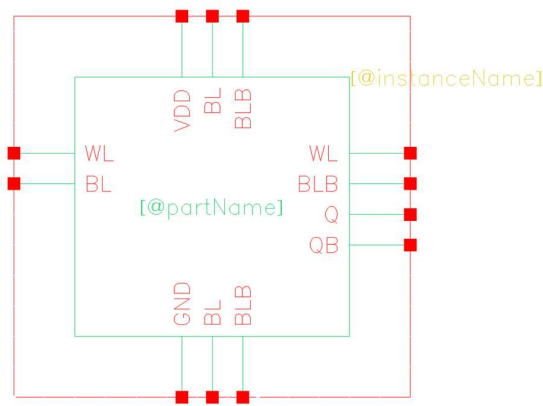 [@instanceName]
VDD
BL
BLB
WL
BL
WL
BLB
Q
QB
[@partName]
GND
BL
BLB